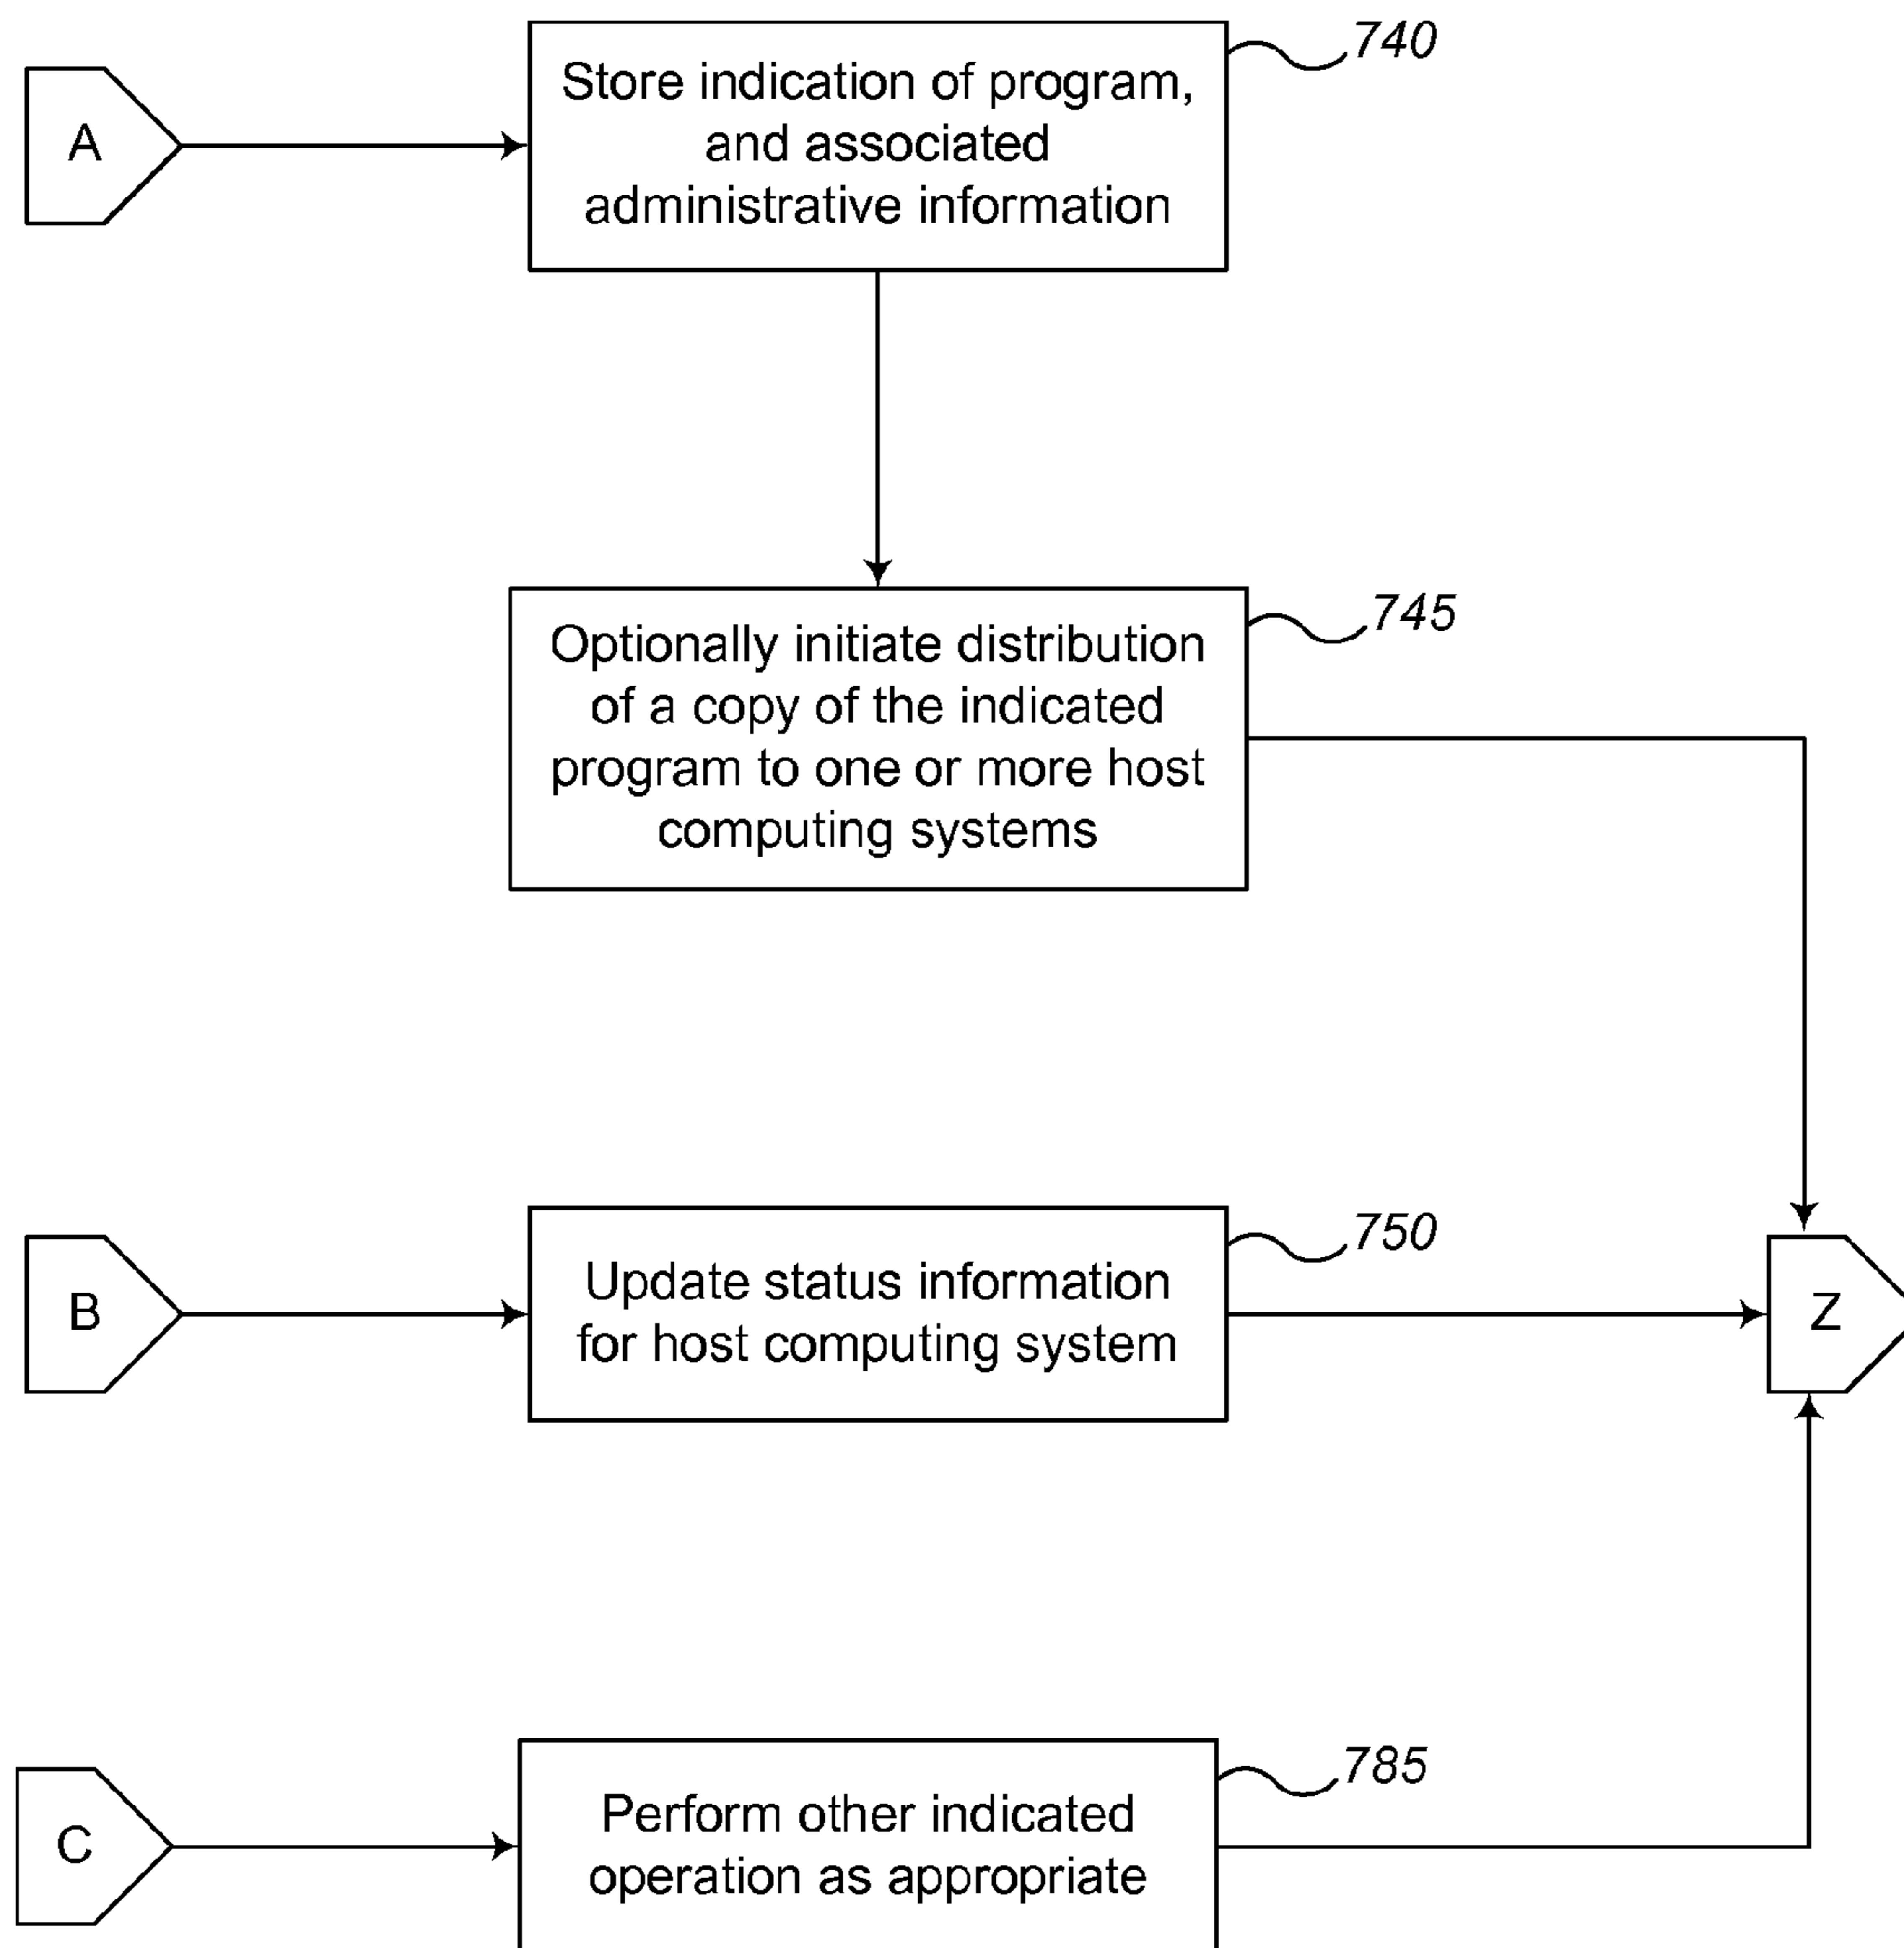 740
A
Store indication of program,
and associated
administrative information
745
Optionally initiate distribution
of a copy of the indicated
program to one or more host
computing systems
750
B
Update status information
for host computing system
Z
785
C
Perform other indicated
operation as appropriate